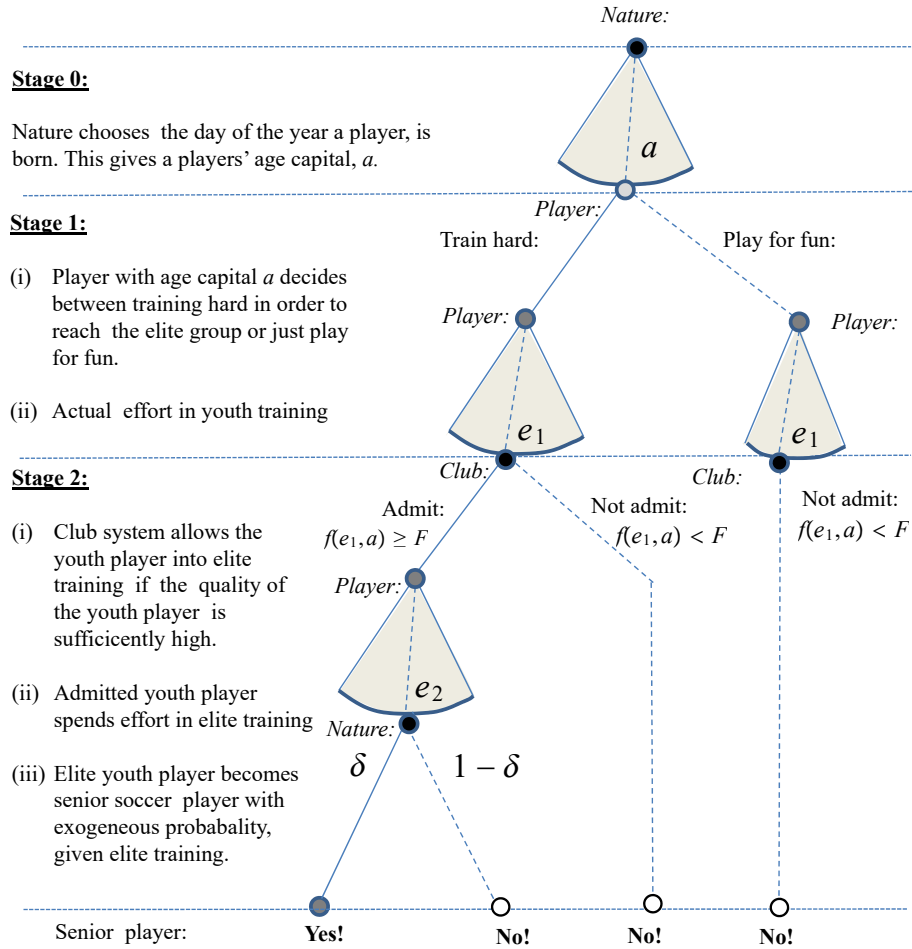 Nature:
Stage 0:
Nature chooses the day of the year a player, is
born. This gives a players’ age capital, a.
a
Player:
Stage 1:
Train hard:
Play for fun:
(i) Player with age capital a decides
between training hard in order to
reach the elite group or just play
for fun.
Player:
Player:
(ii) Actual effort in youth training
e₁
e₁
Club:
Club:
Stage 2:
Admit:
f(e₁,a) ≥ F
Not admit:
f(e₁,a) < F
Not admit:
f(e₁,a) < F
(i) Club system allows the
youth player into elite
training if the quality of
the youth player is
sufficicently high.
Player:
(ii) Admitted youth player
spends effort in elite training
e₂
Nature:
δ
1 − δ
(iii) Elite youth player becomes
senior soccer player with
exogeneous probabality,
given elite training.
Senior player:
Yes!
No!
No!
No!